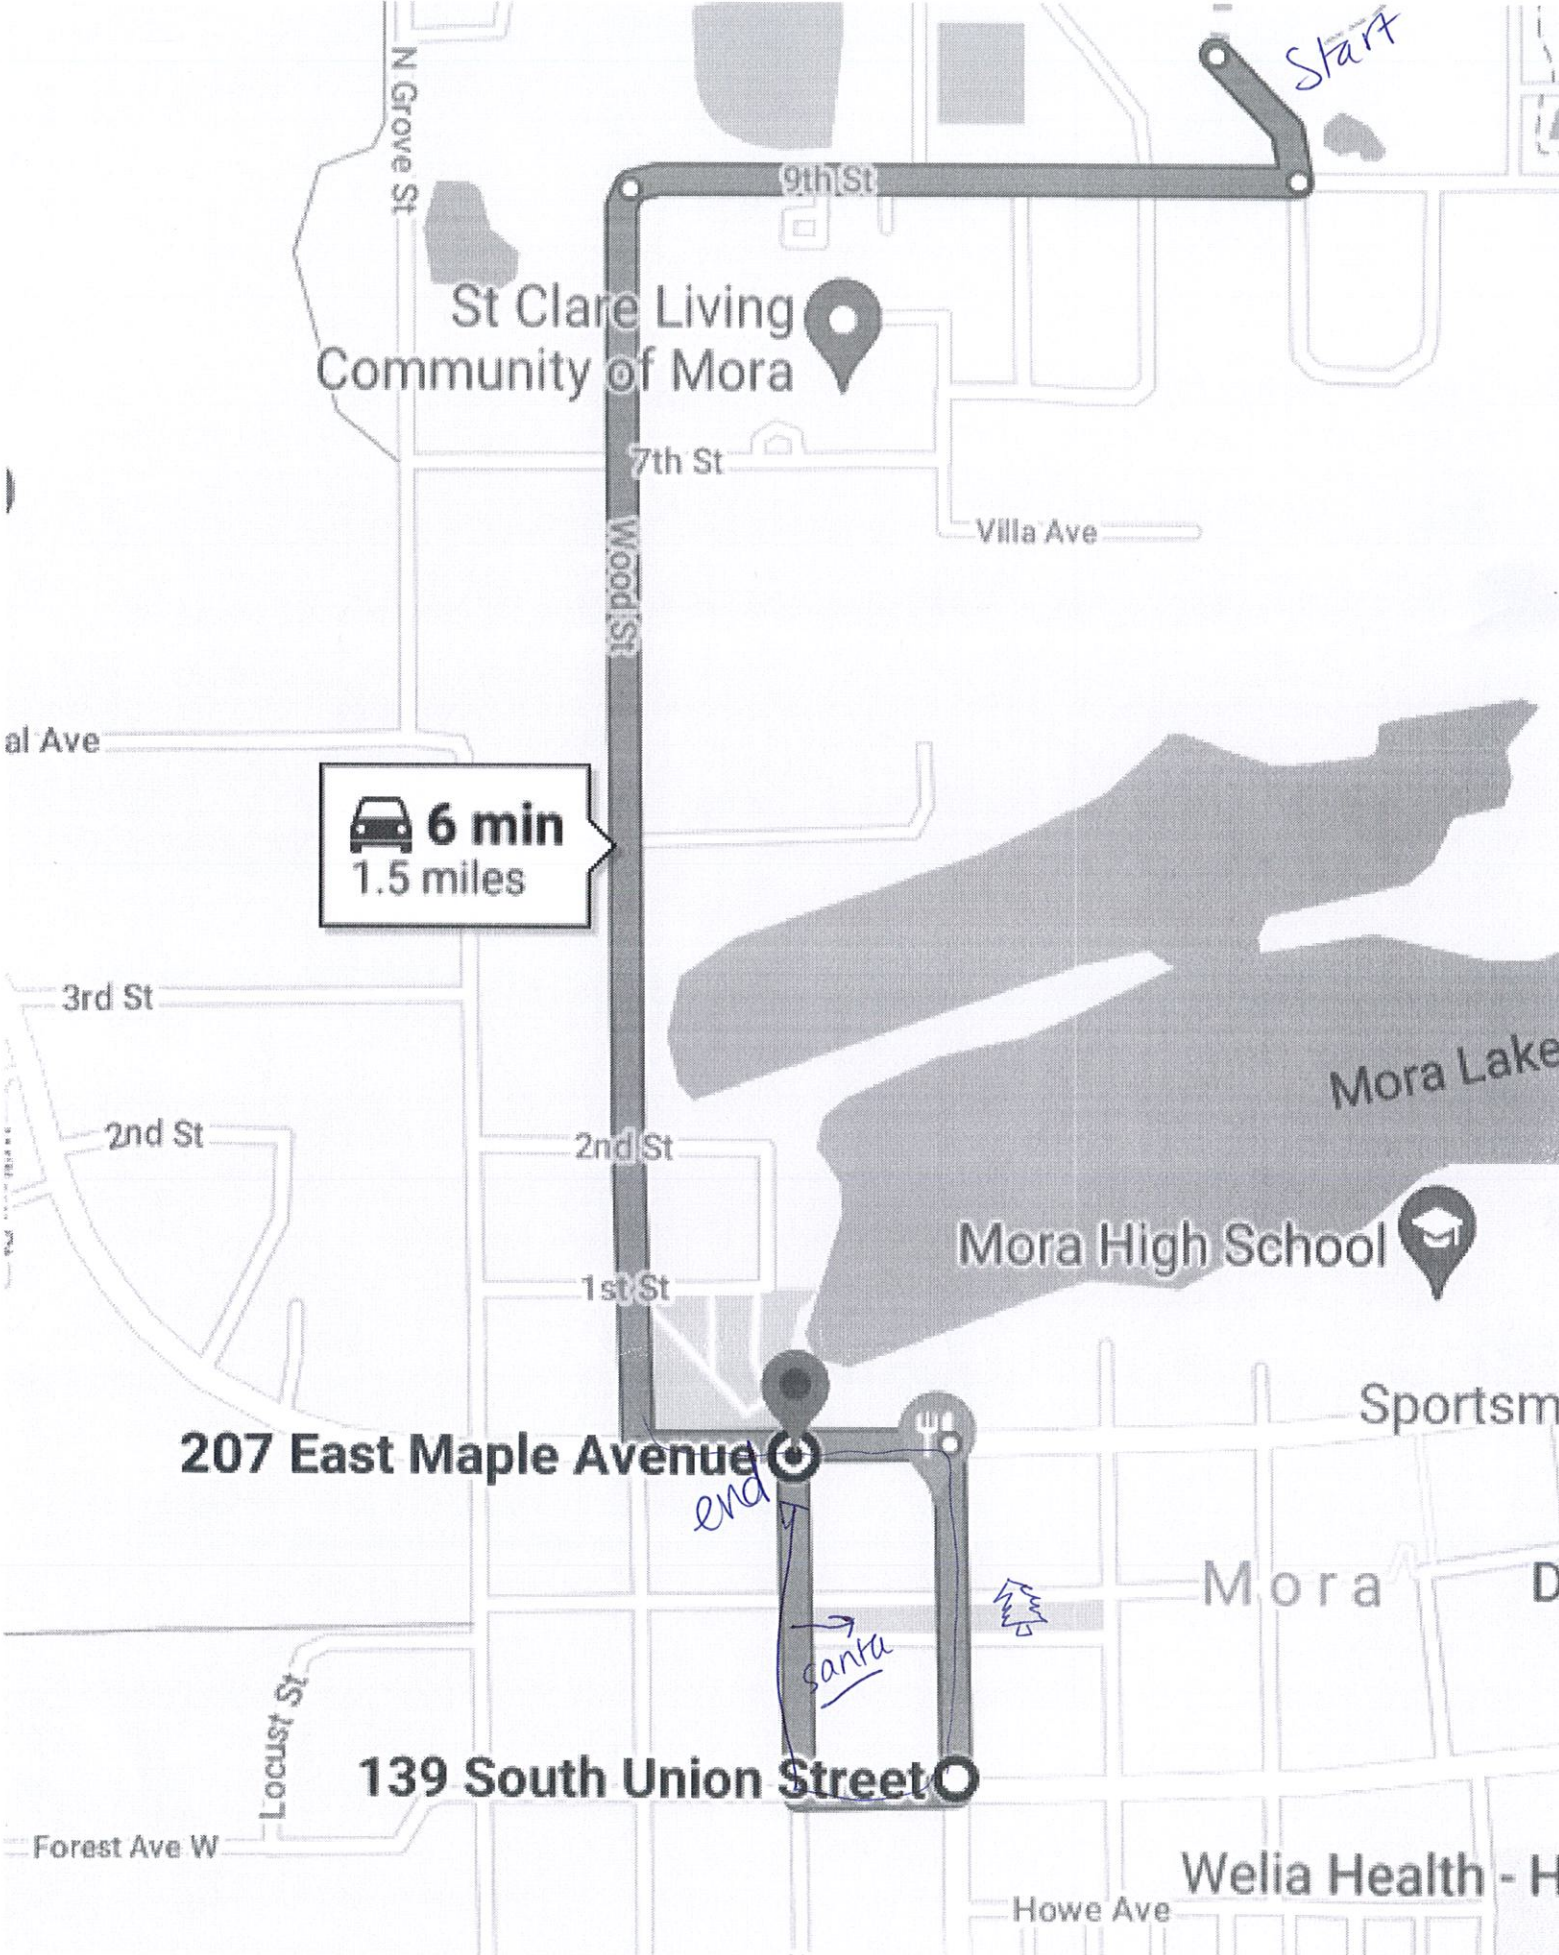 Start
N Grove St
9th St
St Clare Living
Community of Mora
7th St
Villa Ave
Wood St
al Ave
6 min
1.5 miles
3rd St
Mora Lake
2nd St
2nd St
Mora High School
1st St
Sportsm
207 East Maple Avenue
end
Mora
D
santa
Locust St
139 South Union Street
Forest Ave W
Welia Health - H
Howe Ave